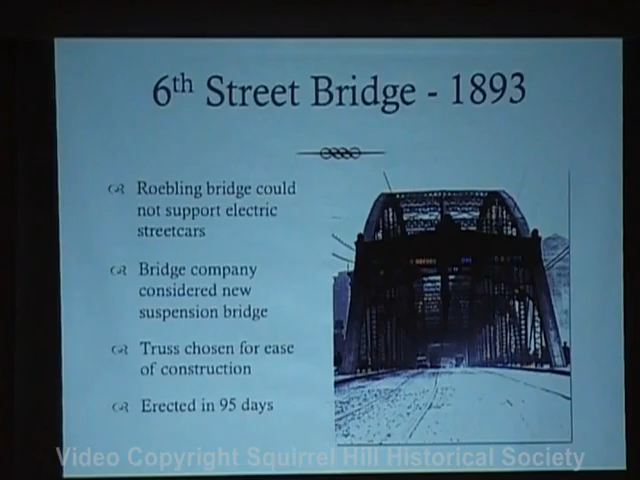 6th Street Bridge - 1893
Roebling bridge could
not support electric
streetcars
Bridge company
considered new
suspension bridge
Truss chosen for ease
of construction
Erected in 95 days
Video Copyright Squirrel Hill Historical Society